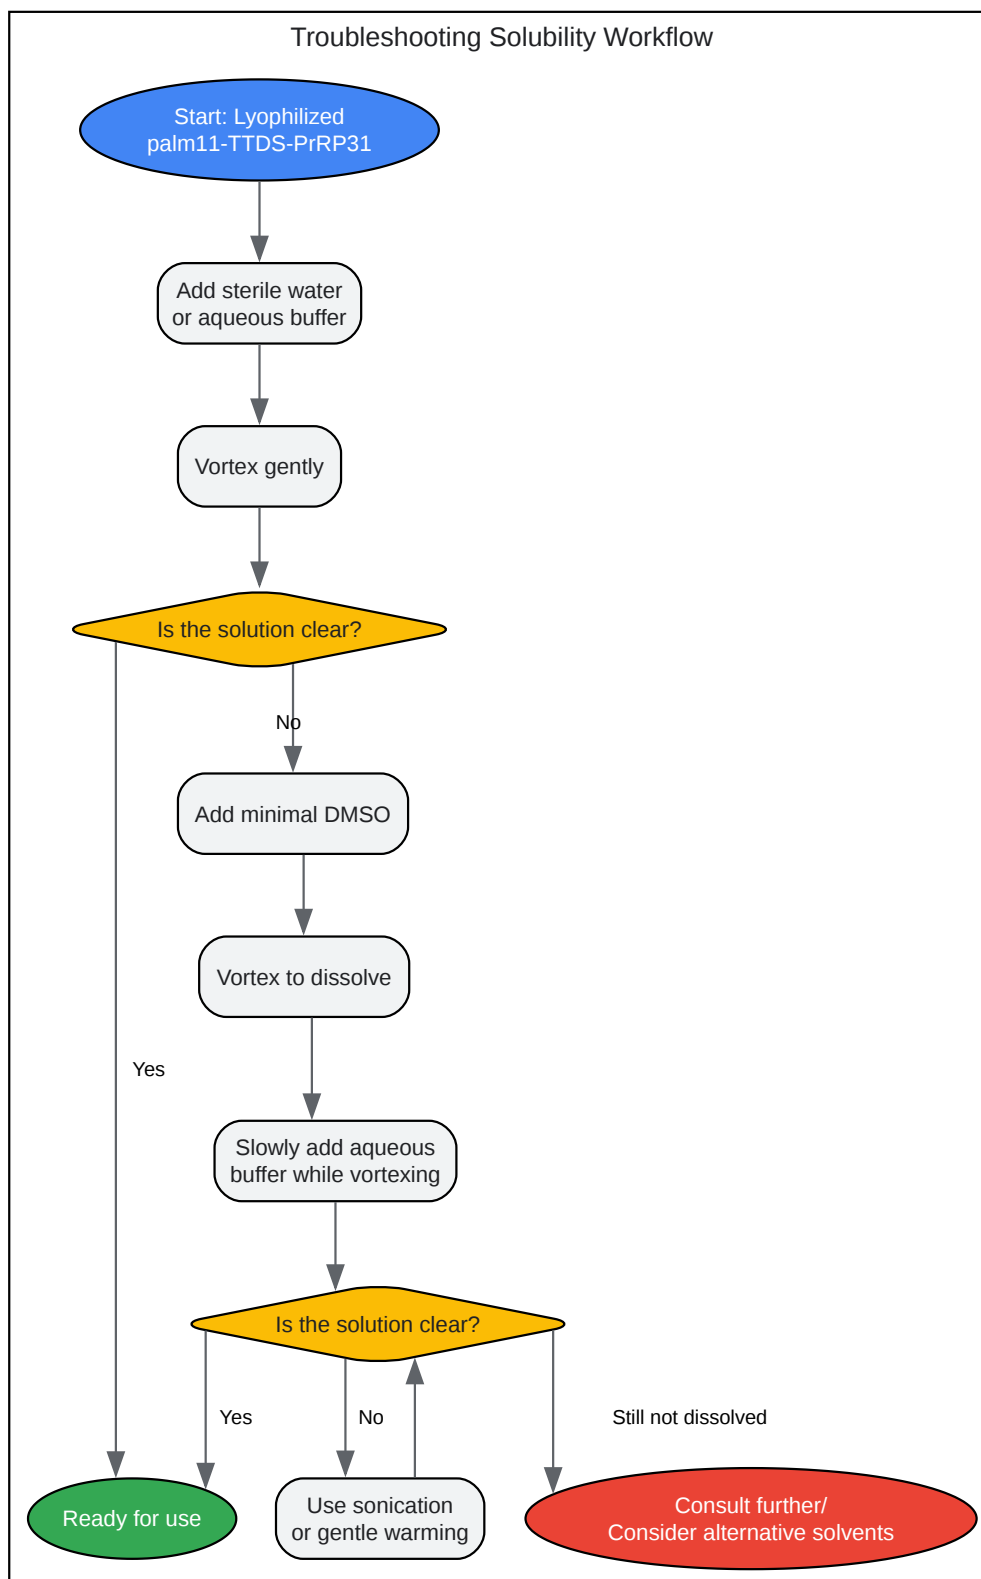 Troubleshooting Solubility Workflow
Start: Lyophilized
palm11-TTDS-PrRP31
Add sterile water
or aqueous buffer
Vortex gently
Is the solution clear?
No
Add minimal DMSO
Vortex to dissolve
Yes
Slowly add aqueous
buffer while vortexing
Is the solution clear?
Yes
No
Still not dissolved
Ready for use
Use sonication
or gentle warming
Consult further/
Consider alternative solvents